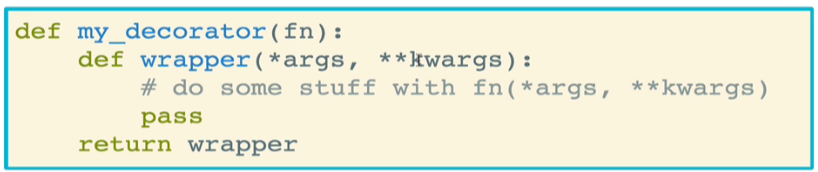 def my_decorator(fn):
    def wrapper(*args, **kwargs):
        # do some stuff with fn(*args, **kwargs)
        pass
    return wrapper